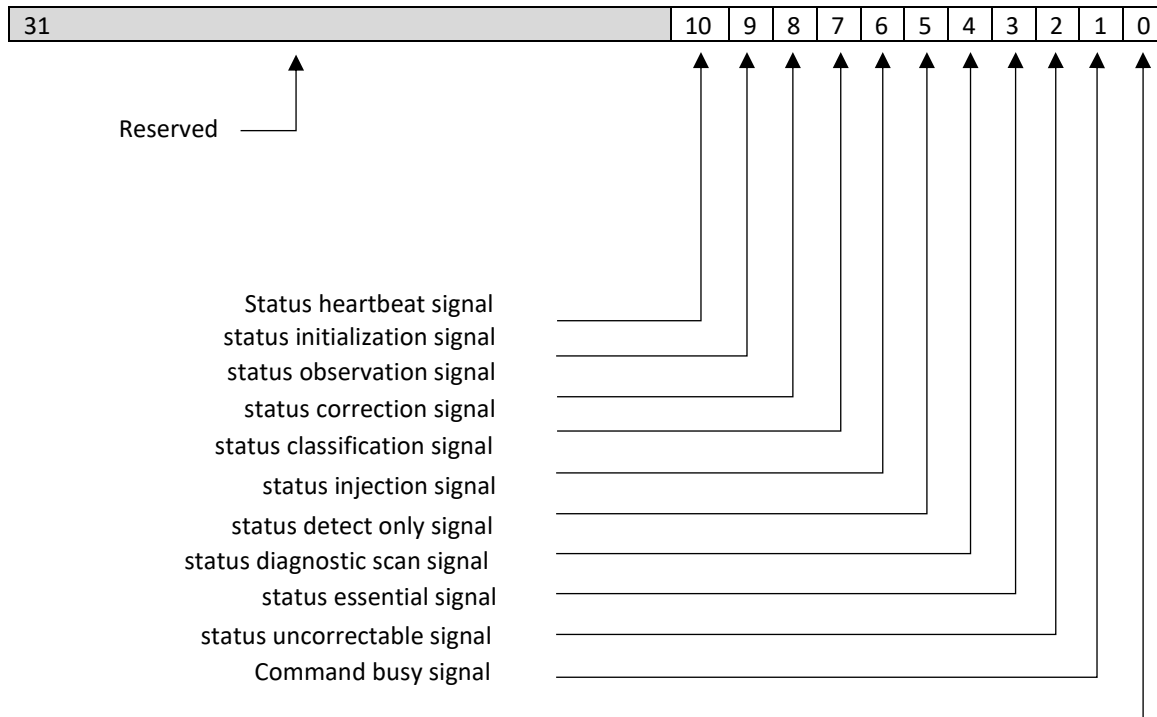 31 10 9 8 7 6 5 4 3 2 1 0
Reserved
Status heartbeat signal
status initialization signal
status observation signal
status correction signal
status classification signal
status injection signal
status detect only signal
status diagnostic scan signal
status essential signal
status uncorrectable signal
Command busy signal